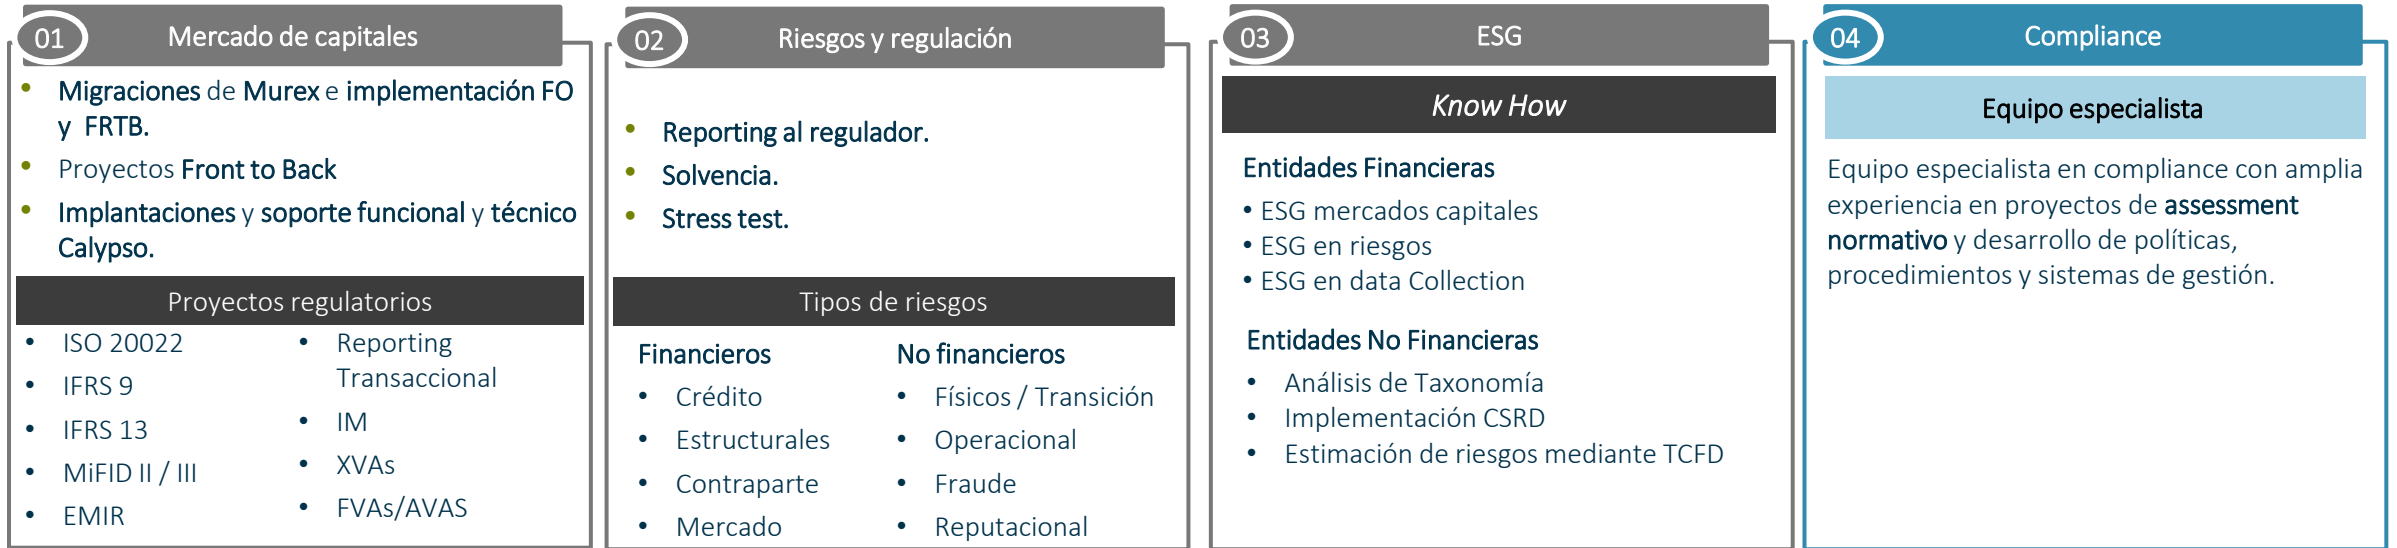 01
Mercado de capitales
• Migraciones de Murex e implementación FO
y FRTB.
• Proyectos Front to Back
• Implantaciones y soporte funcional y técnico
Calypso.
Proyectos regulatorios
• ISO 20022
• IFRS 9
• IFRS 13
• MiFID II / III
• EMIR
• Reporting
Transaccional
• IM
• XVAs
• FVAs/AVAS
02
Riesgos y regulación
• Reporting al regulador.
• Solvencia.
• Stress test.
Tipos de riesgos
Financieros
• Crédito
• Estructurales
• Contraparte
• Mercado
No financieros
• Físicos / Transición
• Operacional
• Fraude
• Reputacional
03
ESG
Know How
Entidades Financieras
• ESG mercados capitales
• ESG en riesgos
• ESG en data Collection
Entidades No Financieras
• Análisis de Taxonomía
• Implementación CSRD
• Estimación de riesgos mediante TCFD
04
Compliance
Equipo especialista
Equipo especialista en compliance con amplia
experiencia en proyectos de assessment
normativo y desarrollo de políticas,
procedimientos y sistemas de gestión.